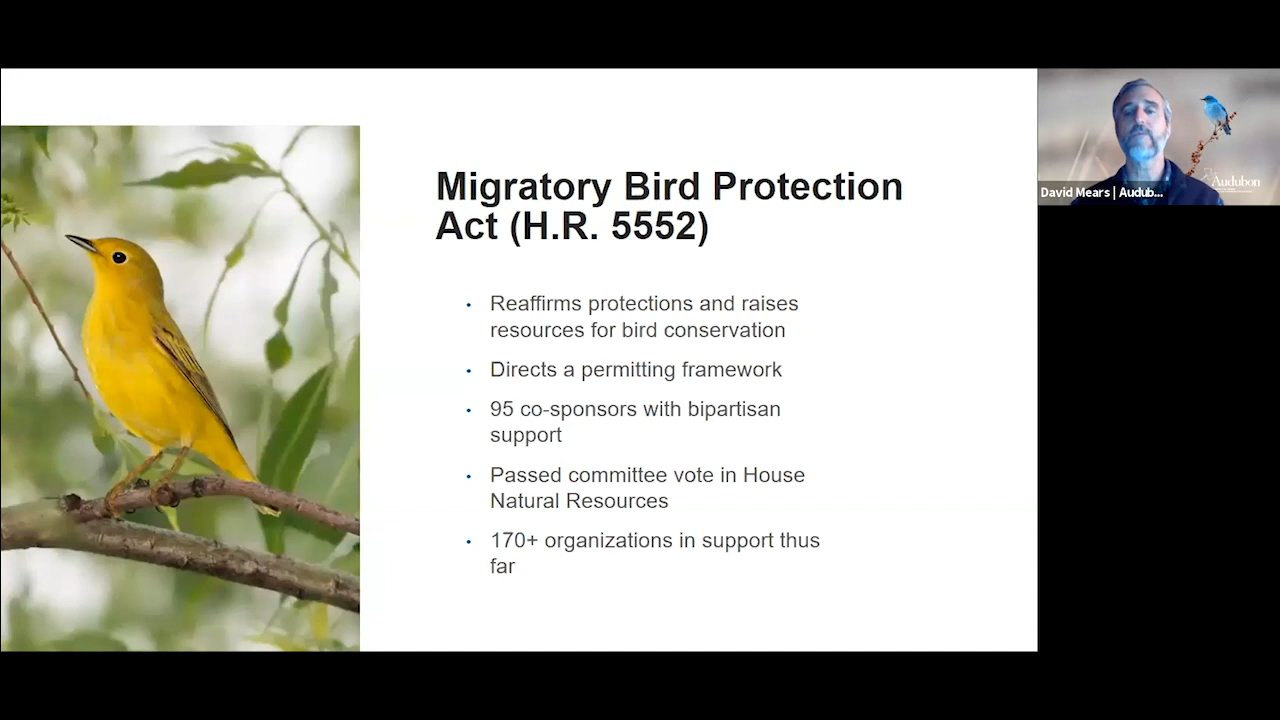 Migratory Bird Protection
Act (H.R. 5552)
• Reaffirms protections and raises
resources for bird conservation
• Directs a permitting framework
• 95 co-sponsors with bipartisan
support
• Passed committee vote in House
Natural Resources
• 170+ organizations in support thus
far
David Mears | Audub...
Audubon